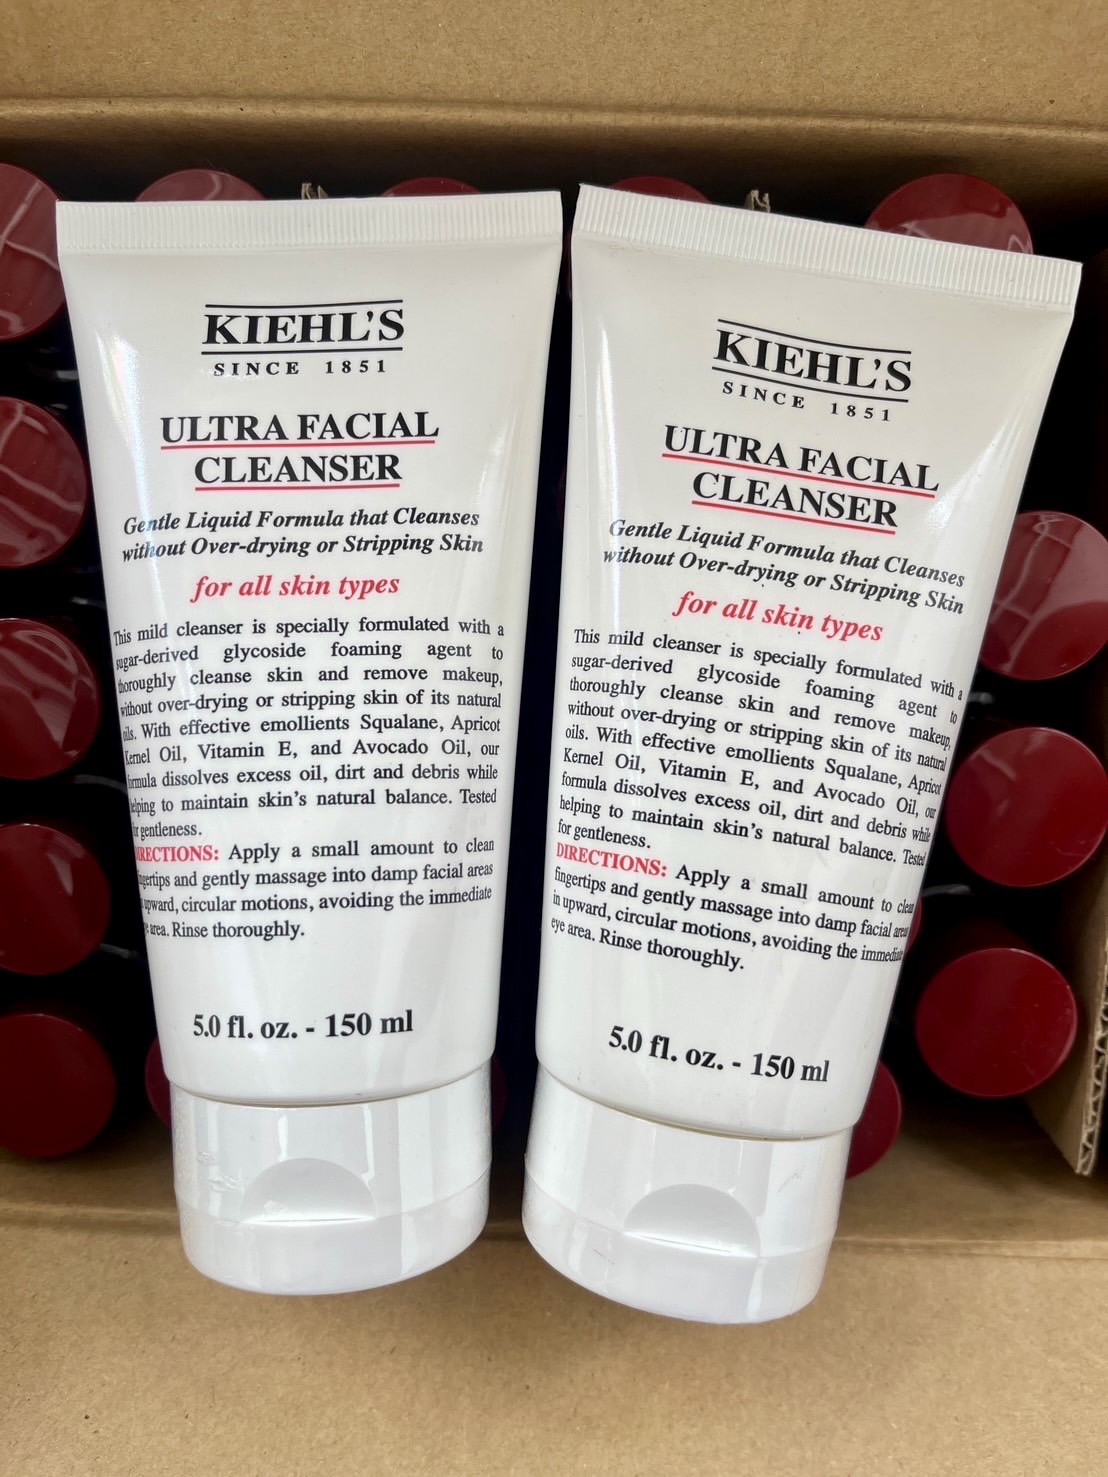 KIEHL'S
SINCE 1851
ULTRA FACIAL
CLEANSER
Gentle Liquid Formula that Cleanses
without Over-drying or Stripping Skin
for all skin types
This mild cleanser is specially formulated with a
sugar-derived glycoside foaming agent to
thoroughly cleanse skin and remove makeup,
without over-drying or stripping skin of its natural
oils. With effective emollients Squalane, Apricot
Kernel Oil, Vitamin E, and Avocado Oil, our
formula dissolves excess oil, dirt and debris while
helping to maintain skin's natural balance. Tested
for gentleness.
DIRECTIONS: Apply a small amount to clean
fingertips and gently massage into damp facial areas
in upward, circular motions, avoiding the immediate
eye area. Rinse thoroughly.
5.0 fl. oz. - 150 ml
KIEHL'S
SINCE 1851
ULTRA FACIAL
CLEANSER
Gentle Liquid Formula that Cleanses
without Over-drying or Stripping Skin
for all skin types
This mild cleanser is specially formulated with a
sugar-derived glycoside foaming agent to
thoroughly cleanse skin and remove makeup,
without over-drying or stripping skin of its natural
oils. With effective emollients Squalane, Apricot
Kernel Oil, Vitamin E, and Avocado Oil, our
formula dissolves excess oil, dirt and debris while
helping to maintain skin's natural balance. Tested
for gentleness.
DIRECTIONS: Apply a small amount to clean
fingertips and gently massage into damp facial areas
in upward, circular motions, avoiding the immediate
eye area. Rinse thoroughly.
5.0 fl. oz. - 150 ml